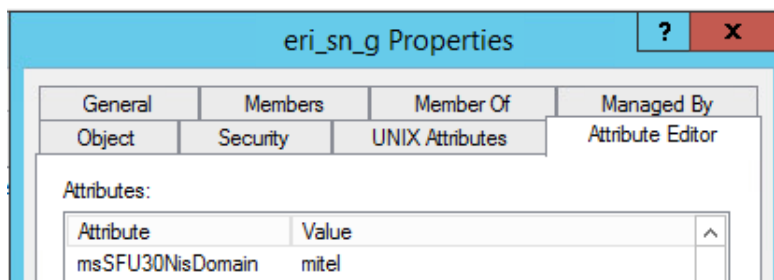 eri_sn_g Properties ? x
General Members Member Of Managed By
Object Security UNIX Attributes Attribute Editor
Attributes:
Attribute Value
msSFU30NisDomain mitel